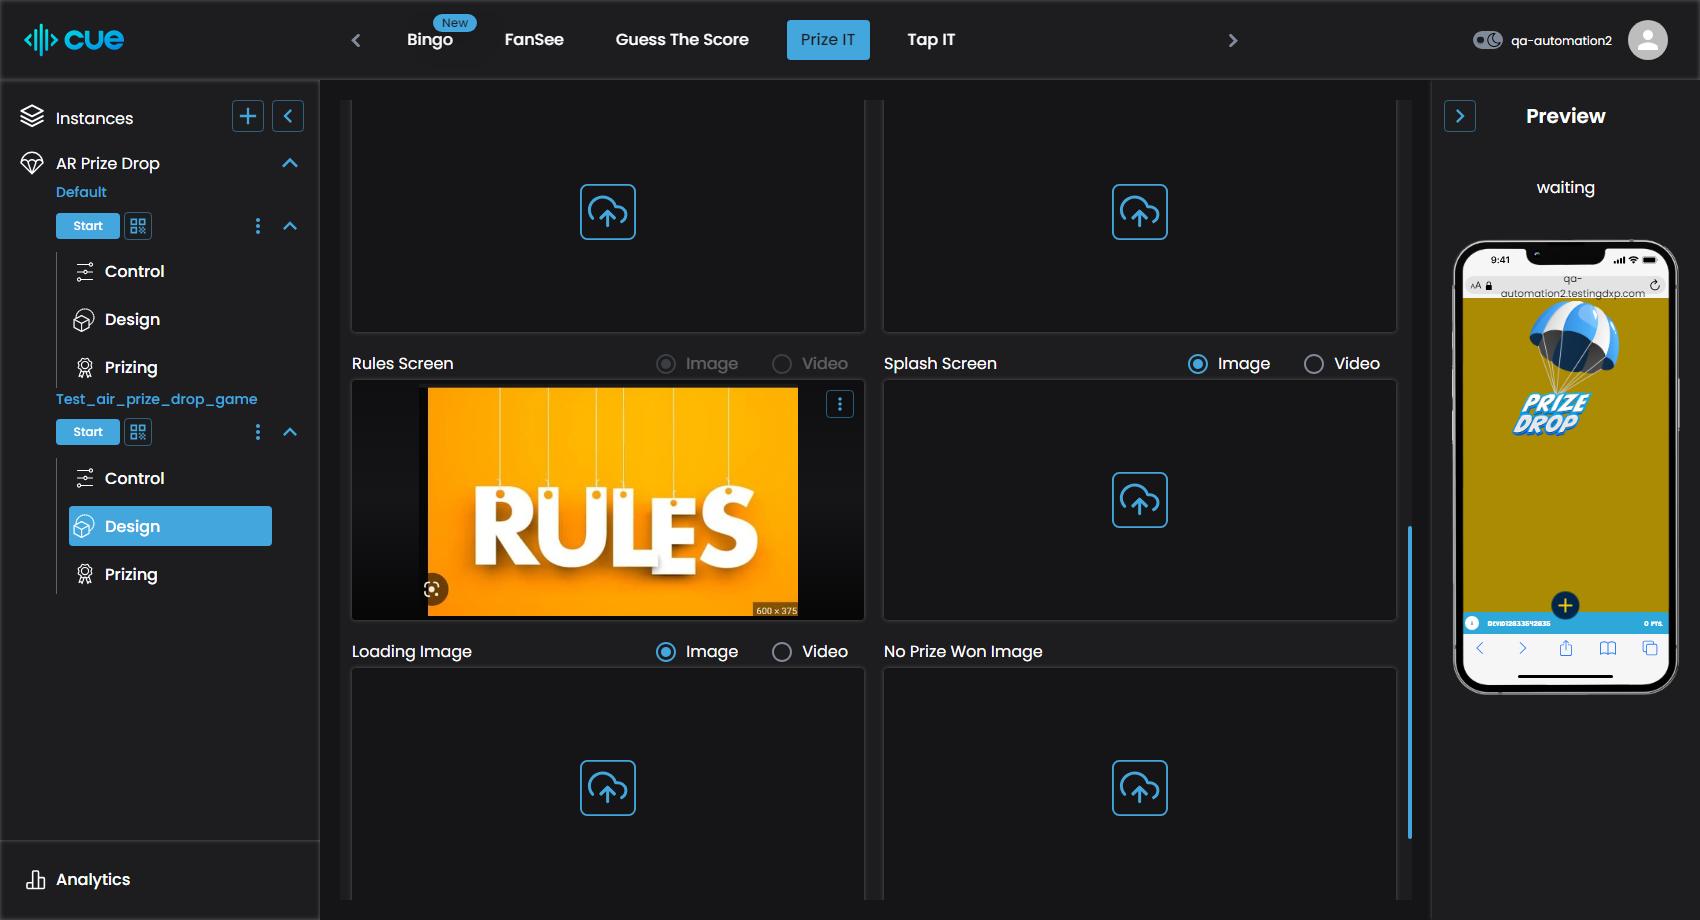 cue
New
Bingo
FanSee
Guess The Score
Prize IT
Tap IT
qa-automation2
Instances
AR Prize Drop
Default
Start
Control
Design
Prizing
Test_air_prize_drop_game
Start
Control
Design
Prizing
Analytics
Rules Screen
Image
Video
RULES
600 x 375
Splash Screen
Image
Video
Loading Image
Image
Video
No Prize Won Image
Preview
waiting
9:41
AA
qa-
automation2.testingdxp.com
PRIZE
DROP
0 PTS.